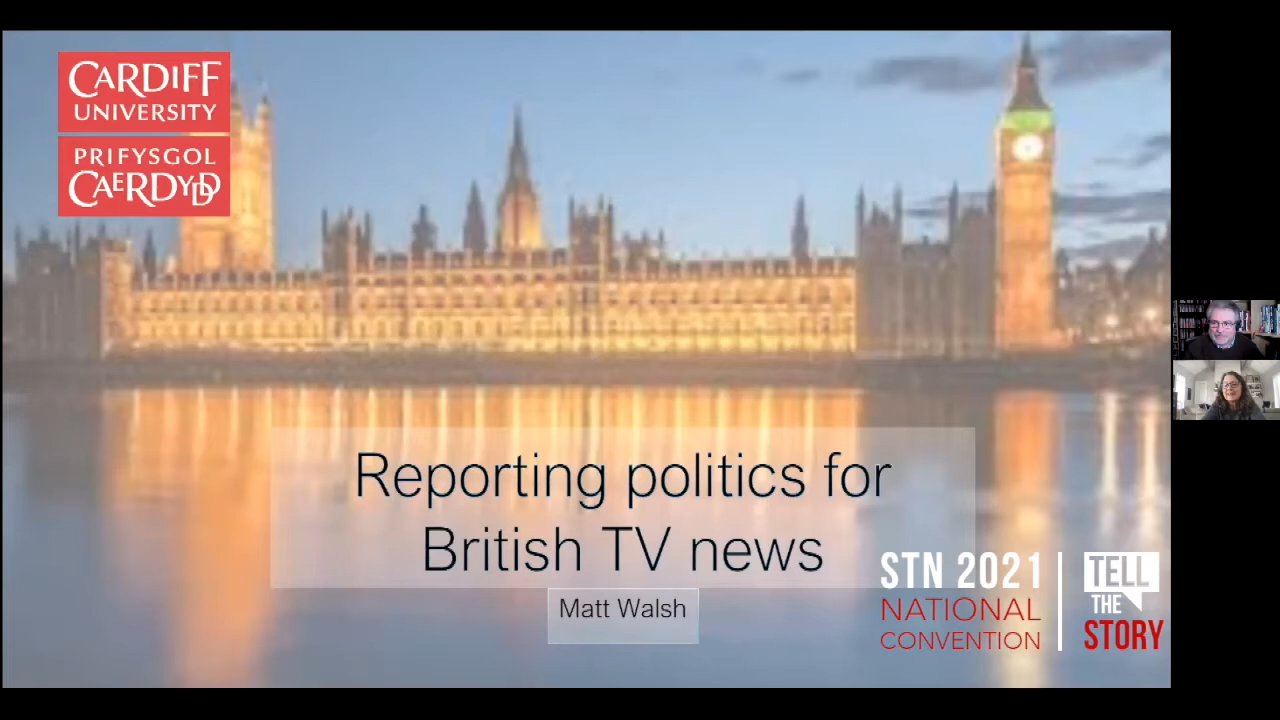 CARDIFF
UNIVERSITY
PRIFYSGOL
CAERDYDD
Reporting politics for
British TV news
Matt Walsh
STN 2021
NATIONAL
CONVENTION
TELL
THE
STORY